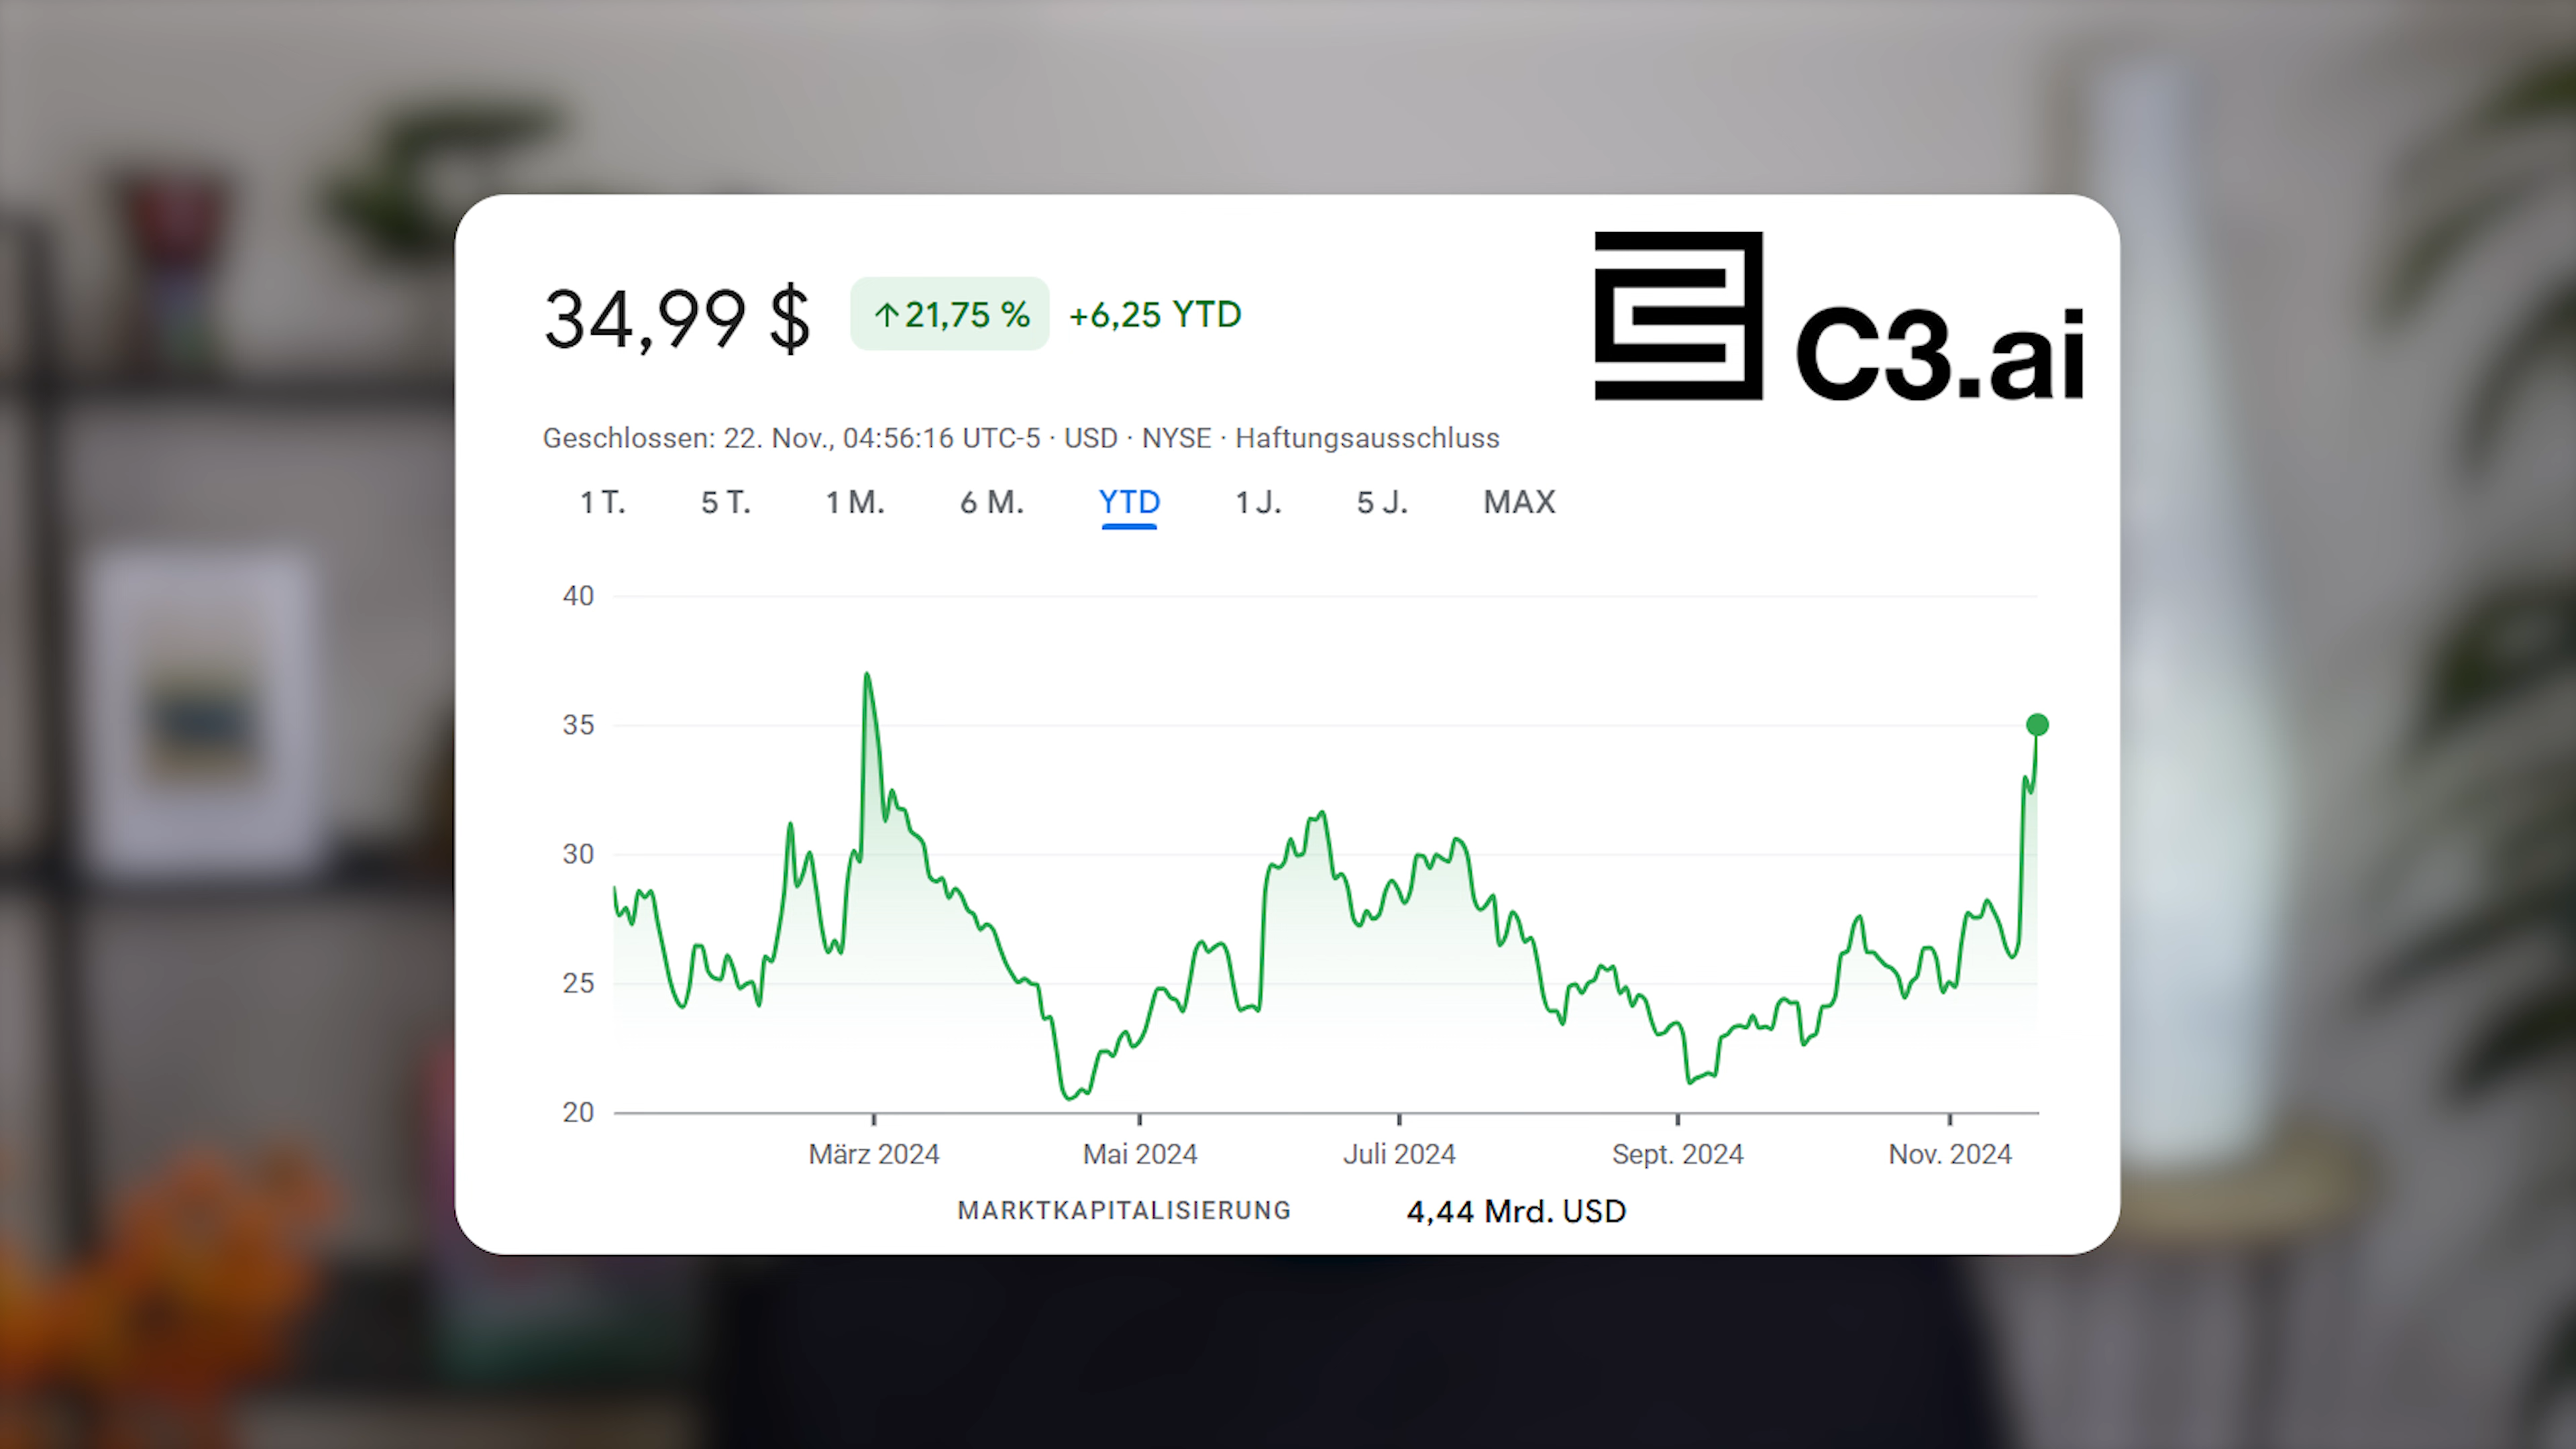 34,99 $ ↑21,75 % +6,25 YTD
C3.ai
Geschlossen: 22. Nov., 04:56:16 UTC-5 · USD · NYSE · Haftungsausschluss
1 T. 5 T. 1 M. 6 M. YTD 1 J. 5 J. MAX
40
35
30
25
20
März 2024 Mai 2024 Juli 2024 Sept. 2024 Nov. 2024
MARKTKAPITALISIERUNG 4,44 Mrd. USD